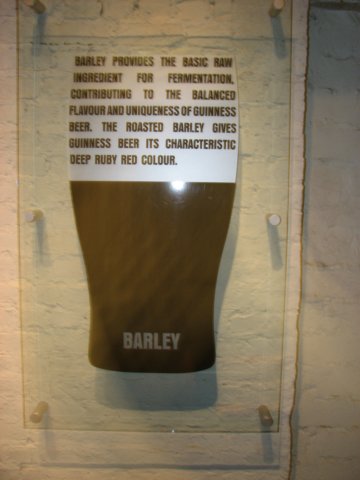 BARLEY PROVIDES THE BASIC RAW
INGREDIENT FOR FERMENTATION,
CONTRIBUTING TO THE BALANCED
FLAVOUR AND UNIQUENESS OF GUINNESS
BEER. THE ROASTED BARLEY GIVES
GUINNESS BEER ITS CHARACTERISTIC
DEEP RUBY RED COLOUR.
BARLEY